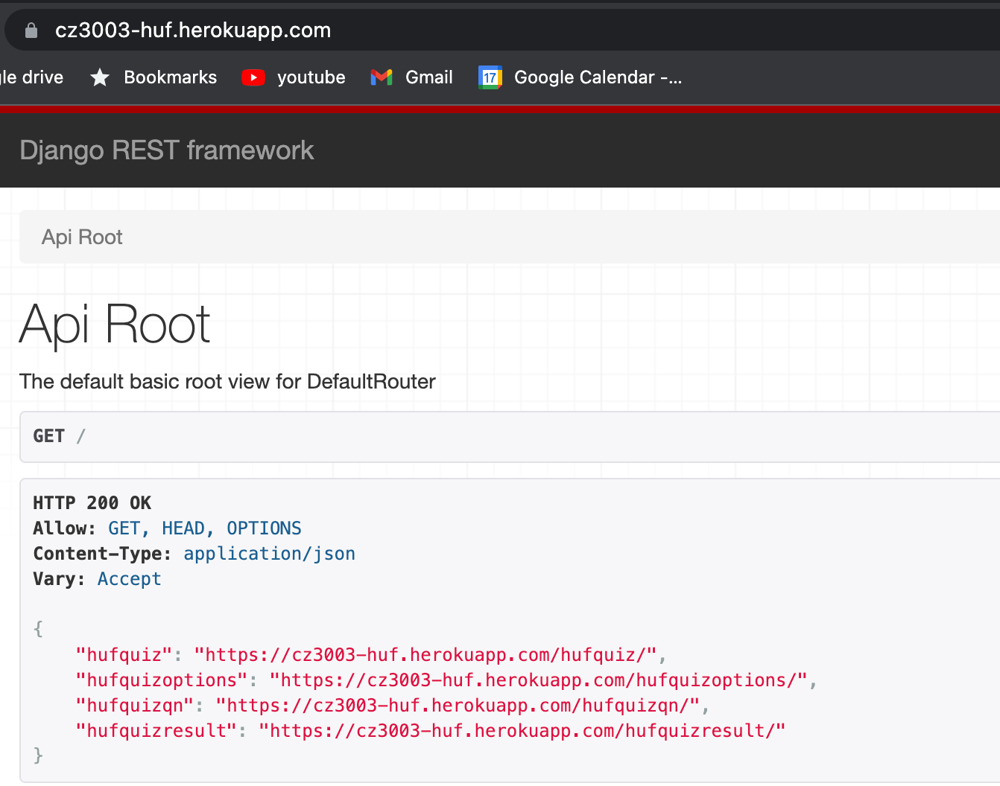 cz3003-huf.herokuapp.com
le drive Bookmarks youtube Gmail 17 Google Calendar -...
Django REST framework
Api Root
Api Root
The default basic root view for DefaultRouter
GET /
HTTP 200 OK
Allow: GET, HEAD, OPTIONS
Content-Type: application/json
Vary: Accept
{
"hufquiz": "https://cz3003-huf.herokuapp.com/hufquiz/",
"hufquizoptions": "https://cz3003-huf.herokuapp.com/hufquizoptions/",
"hufquizqn": "https://cz3003-huf.herokuapp.com/hufquizqn/",
"hufquizresult": "https://cz3003-huf.herokuapp.com/hufquizresult/"
}